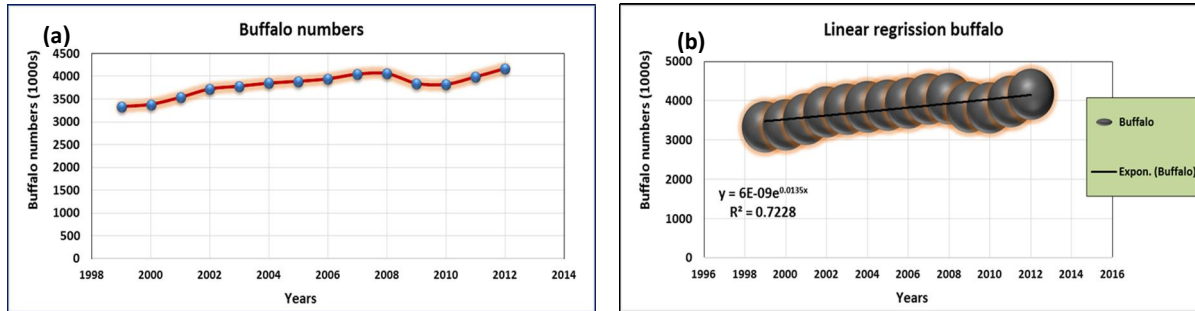 (a)
Buffalo numbers
Buffalo numbers (1000s)
4500
4000
3500
3000
2500
2000
1500
1000
500
0
1998 2000 2002 2004 2006 2008 2010 2012 2014
Years
(b)
Linear regrission buffalo
Buffalo numbers (1000s)
5000
4000
3000
2000
1000
0
y = 6E-09e^0.0135x
R² = 0.7228
1996 1998 2000 2002 2004 2006 2008 2010 2012 2014 2016
Years
Buffalo
Expon. (Buffalo)